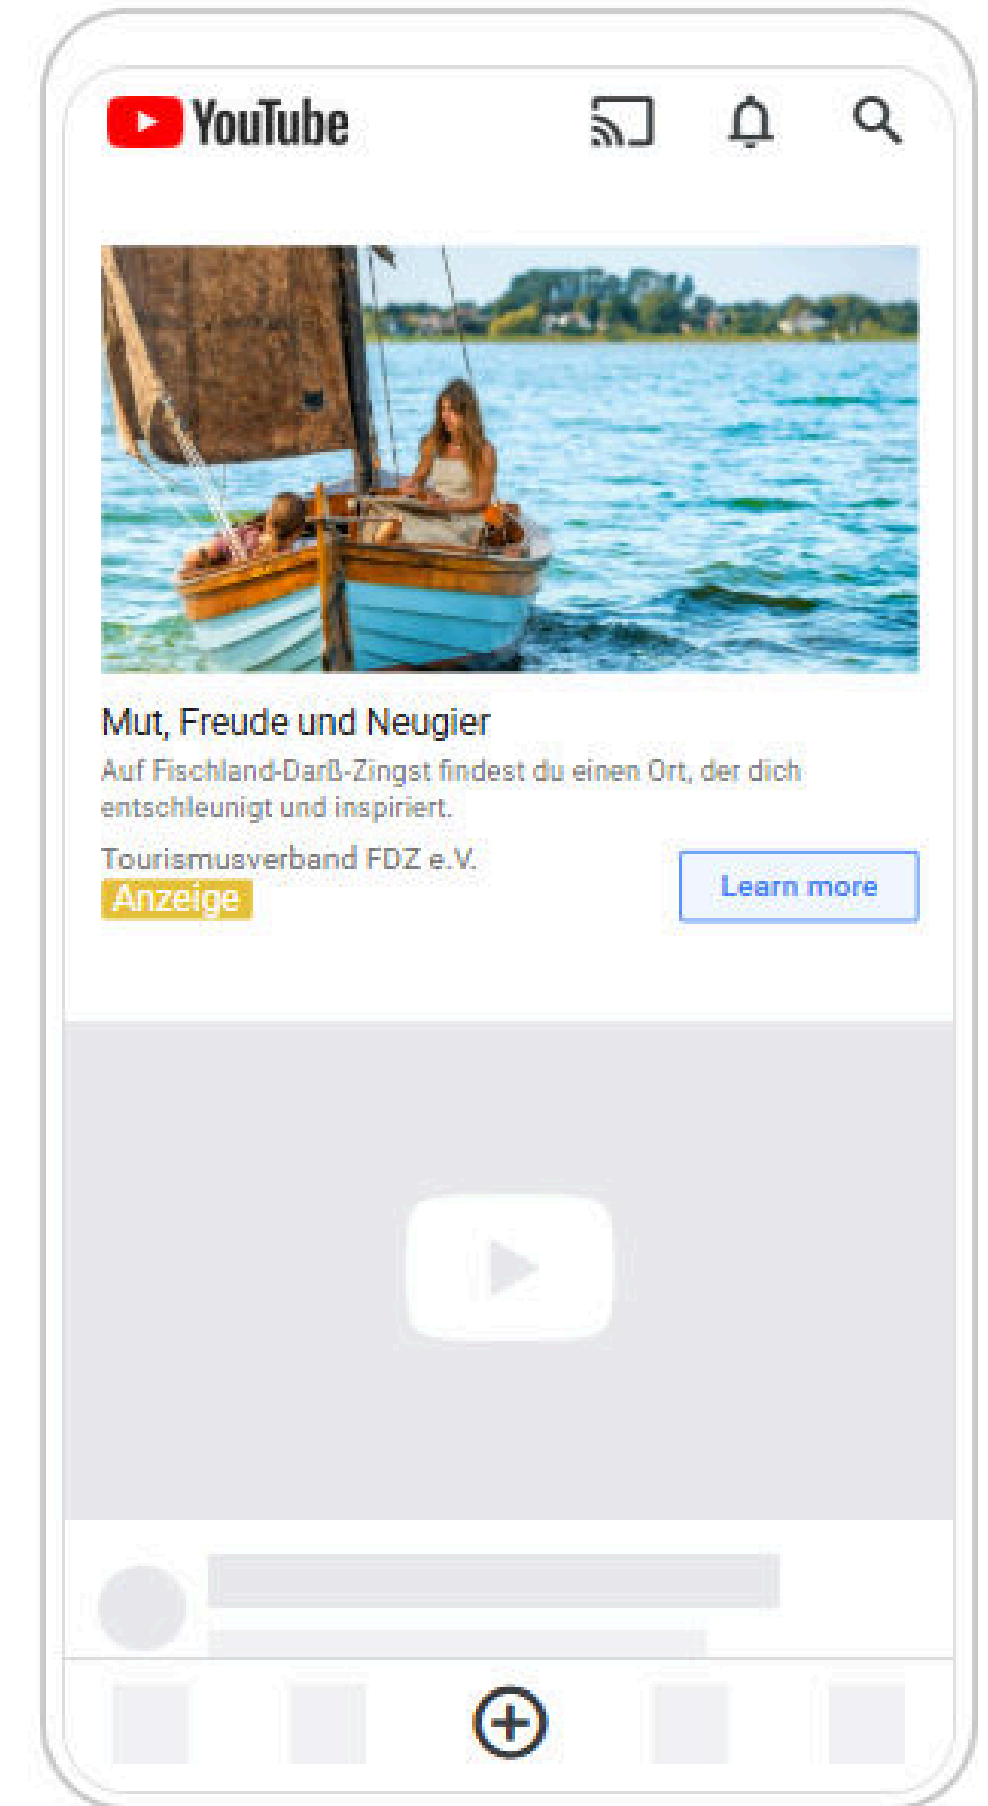 YouTube
Mut, Freude und Neugier
Auf Fischland-Darß-Zingst findest du einen Ort, der dich
entschleunigt und inspiriert.
Tourismusverband FDZ e.V.
Anzeige
Learn more